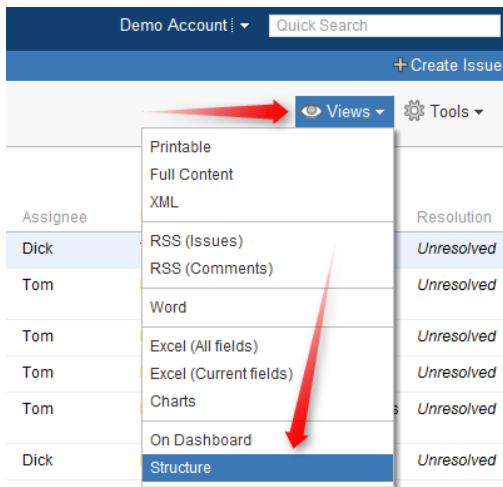 Demo Account
Quick Search
Create Issue
Views
Tools
Printable
Full Content
XML
Assignee
Resolution
RSS (Issues)
Dick
Unresolved
RSS (Comments)
Tom
Unresolved
Word
Tom
Unresolved
Excel (All fields)
Tom
Excel (Current fields)
Unresolved
Charts
Tom
s
Unresolved
On Dashboard
Dick
Structure
Unresolved